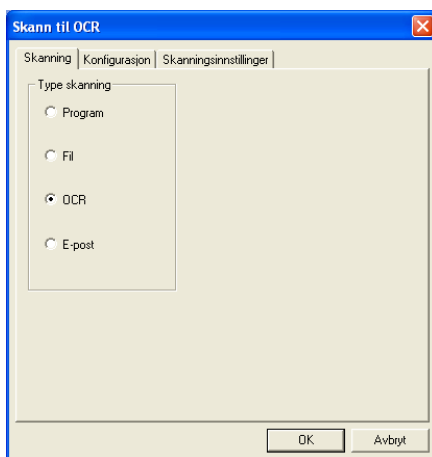 Skann til OCR
Skanning Konfigurasjon Skanningsinnstillinger
Type skanning
Program
Fil
OCR
E-post
OK Avbryt